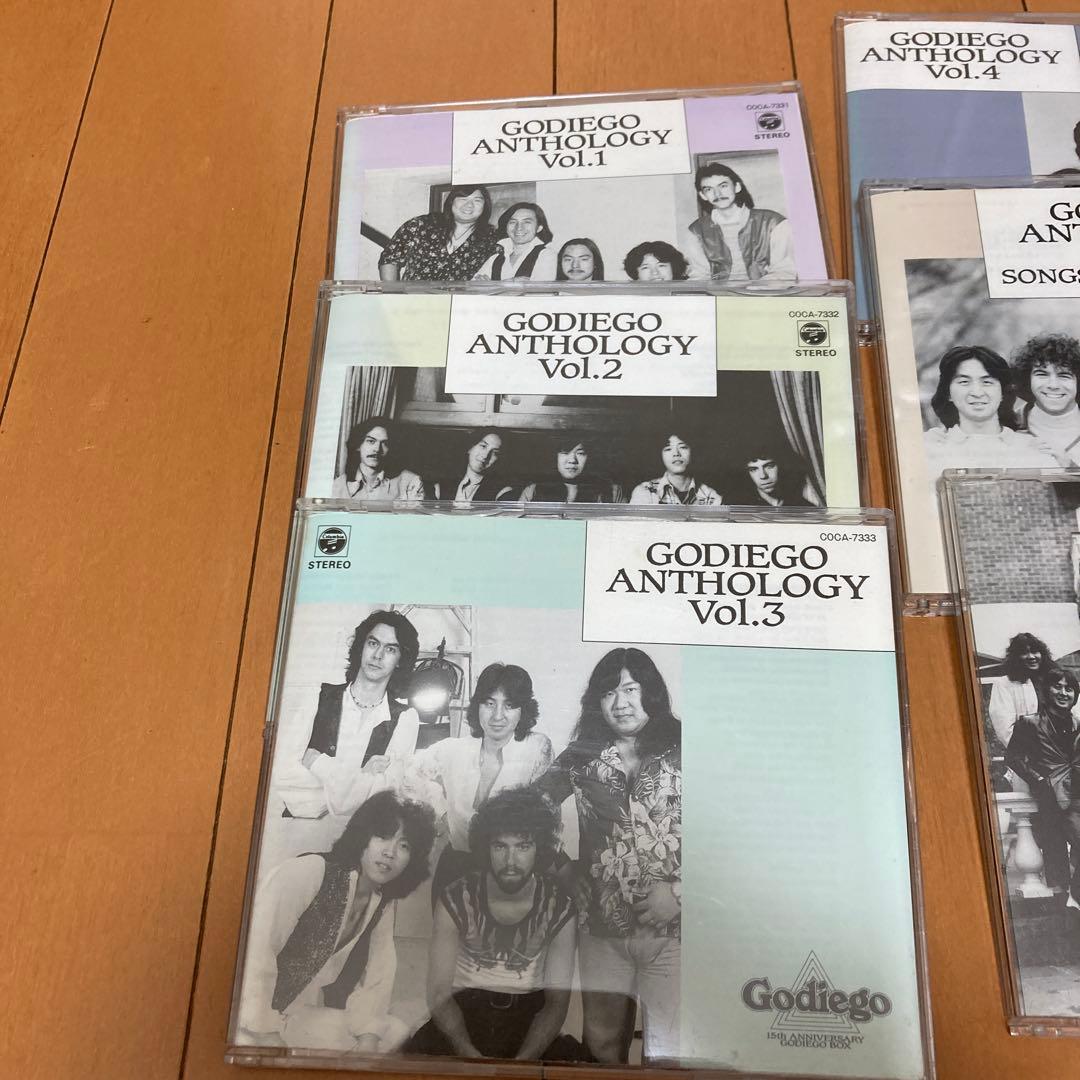 GODIEGO
ANTHOLOGY
Vol.1
COCA-7331
STEREO
GODIEGO
ANTHOLOGY
Vol.2
COCA-7332
STEREO
STEREO
GODIEGO
ANTHOLOGY
Vol.3
COCA-7333
Godiego
15th ANNIVERSARY
GODIEGO BOX
GODIEGO
ANTHOLOGY
Vol.4
GO
ANT
SONGS